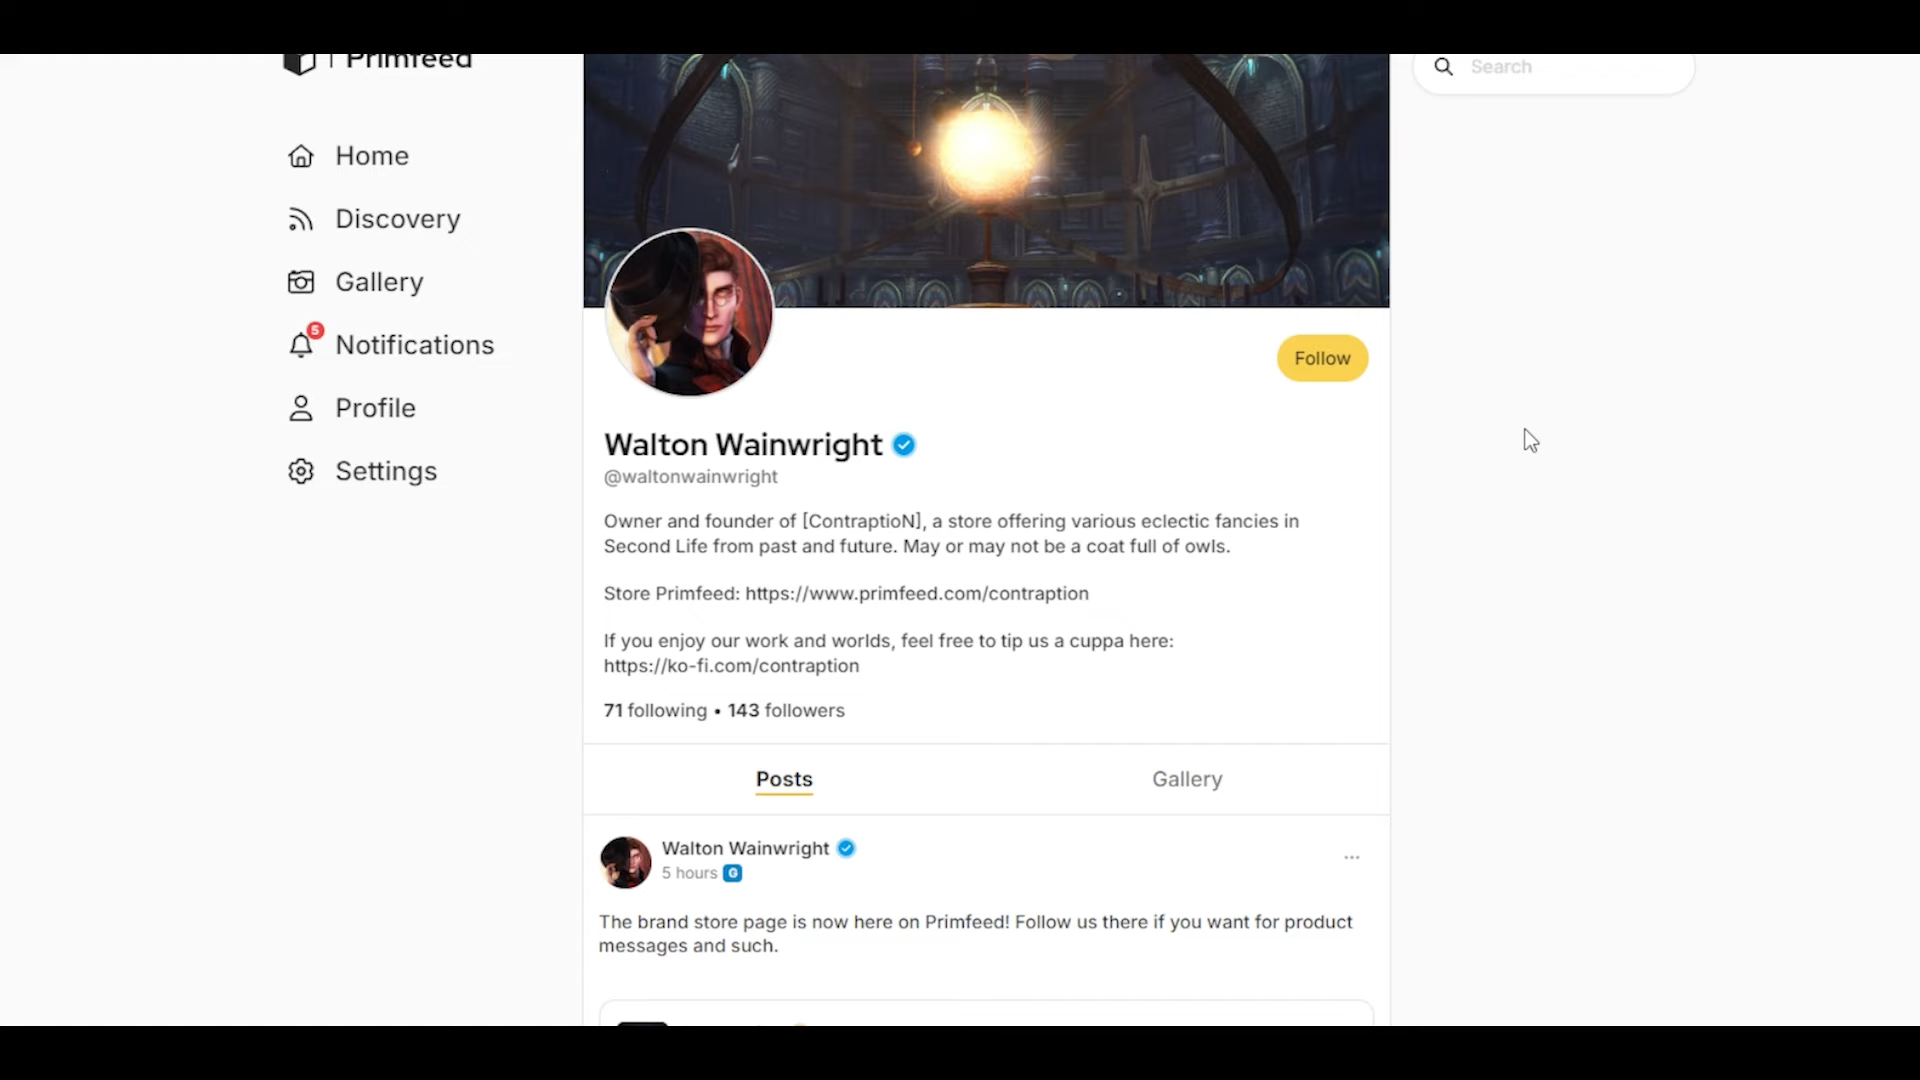 Primfeed
Search
Home
Discovery
Gallery
5
Notifications
Profile
Settings
Follow
Walton Wainwright
@waltonwainwright
Owner and founder of [ContraptioN], a store offering various eclectic fancies in
Second Life from past and future. May or may not be a coat full of owls.
Store Primfeed: https://www.primfeed.com/contraption
If you enjoy our work and worlds, feel free to tip us a cuppa here:
https://ko-fi.com/contraption
71 following • 143 followers
Posts
Gallery
Walton Wainwright
5 hours G
The brand store page is now here on Primfeed! Follow us there if you want for product
messages and such.